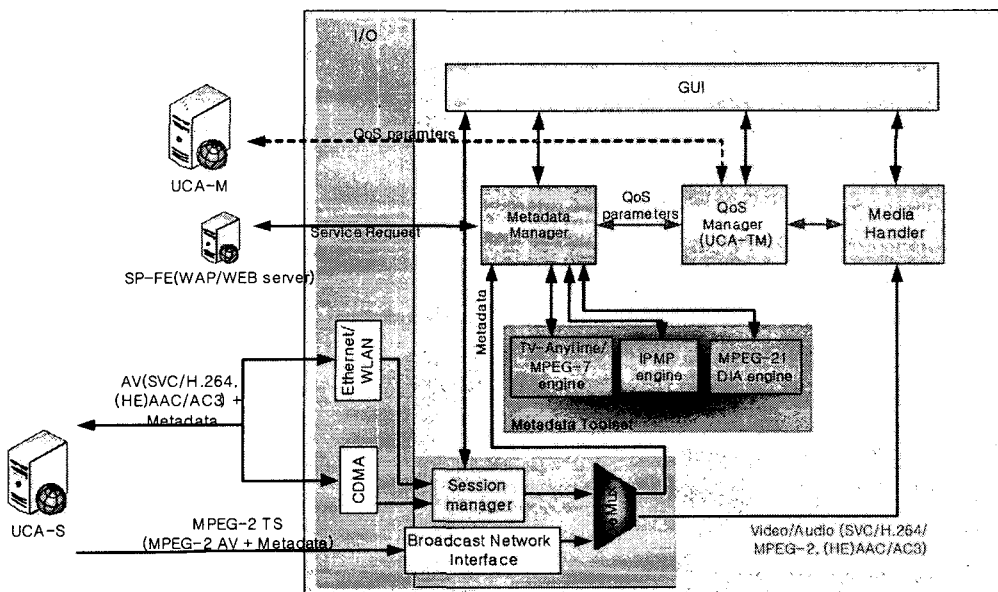 I/O
GUI
QoS paramters
UCA-M
Metadada
Manager
QoS
parameters
QoS
Manager
(UCA-TM)
Media
Handler
Service Request
SP-FE(WAP/WEB server)
Metadata
Ethernet/
WLAN
TV-Anytime/
MPEG-7
engine
IPMP
engine
MPEG-21
DIA engine
Metadata Toolset
AV(SVC/H.264,
(HE)AAC/AC3) +
Metadata
CDMA
Session
manager
UCA-S
MPEG-2 TS
(MPEG-2 AV + Metadata)
Broadcast Network
Interface
Video/Audio (SVC/H.264/
MPEG-2, (HE)AAC/AC3)